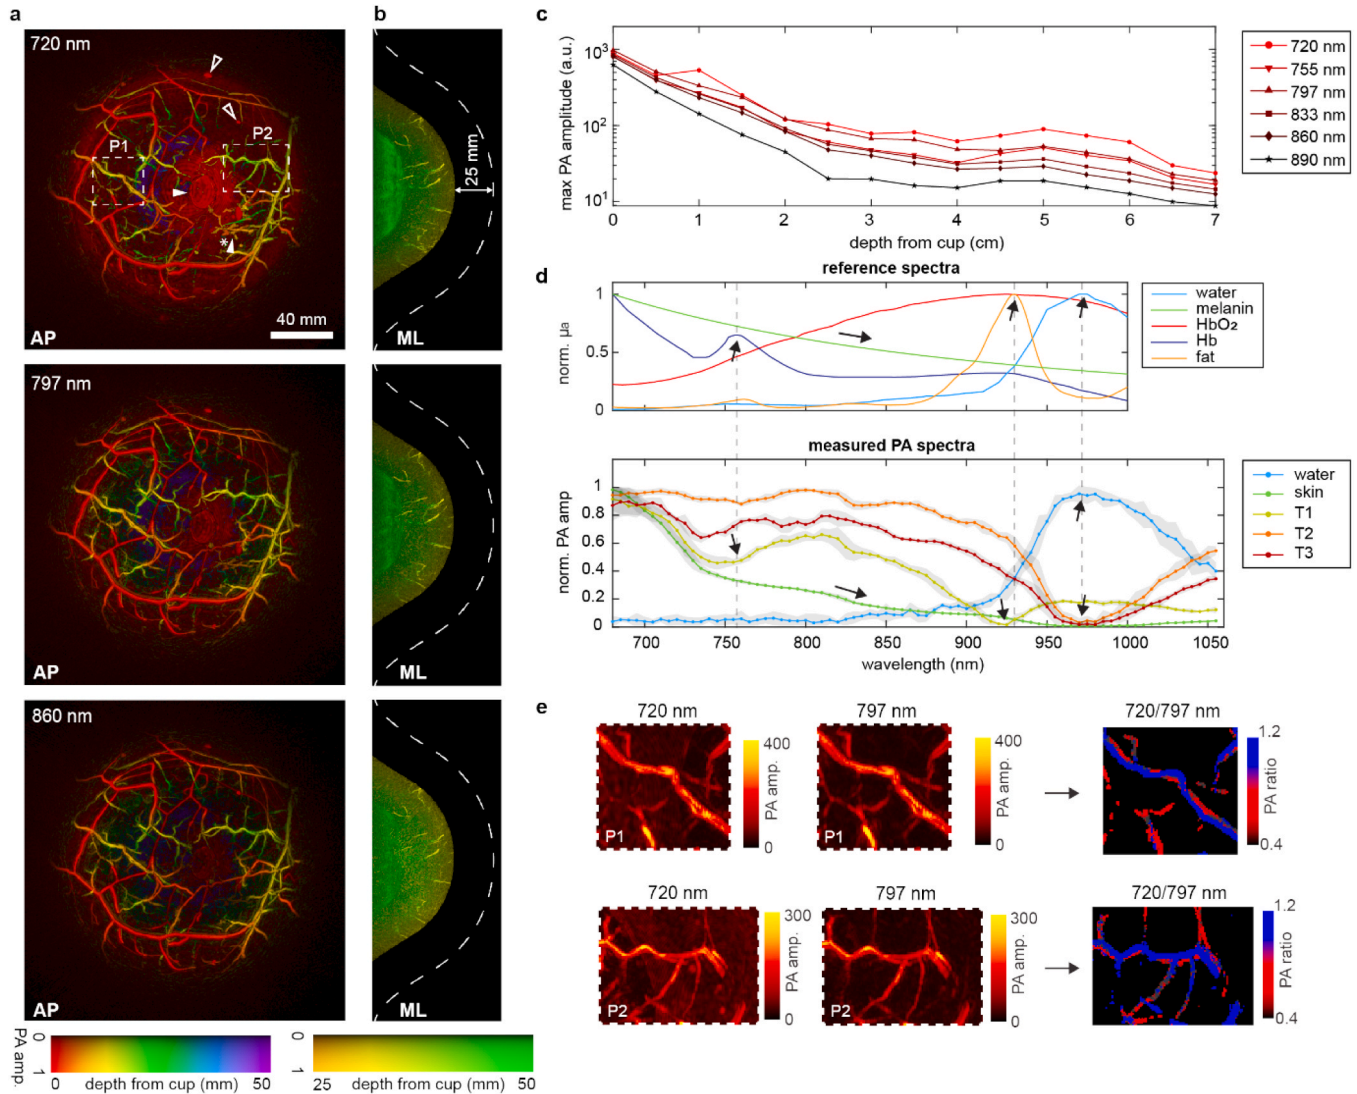 a
720 nm
P1
P2
*
40 mm
AP
797 nm
AP
860 nm
AP
PA amp.
0
1
0
depth from cup (mm)
50
b
25 mm
ML
ML
ML
0
1
25
depth from cup (mm)
50
c
max PA amplitude (a.u.)
10³
10²
10¹
0 1 2 3 4 5 6 7
depth from cup (cm)
720 nm
755 nm
797 nm
833 nm
860 nm
890 nm
d
reference spectra
norm. µa
1
0.5
0
water
melanin
HbO₂
Hb
fat
measured PA spectra
norm. PA amp
1
0.8
0.6
0.4
0.2
0
700 750 800 850 900 950 1000 1050
wavelength (nm)
water
skin
T1
T2
T3
e
720 nm
P1
400
PA amp.
0
797 nm
P1
400
PA amp.
0
720/797 nm
1.2
PA ratio
0.4
720 nm
P2
300
PA amp.
0
797 nm
P2
300
PA amp.
0
720/797 nm
1.2
PA ratio
0.4